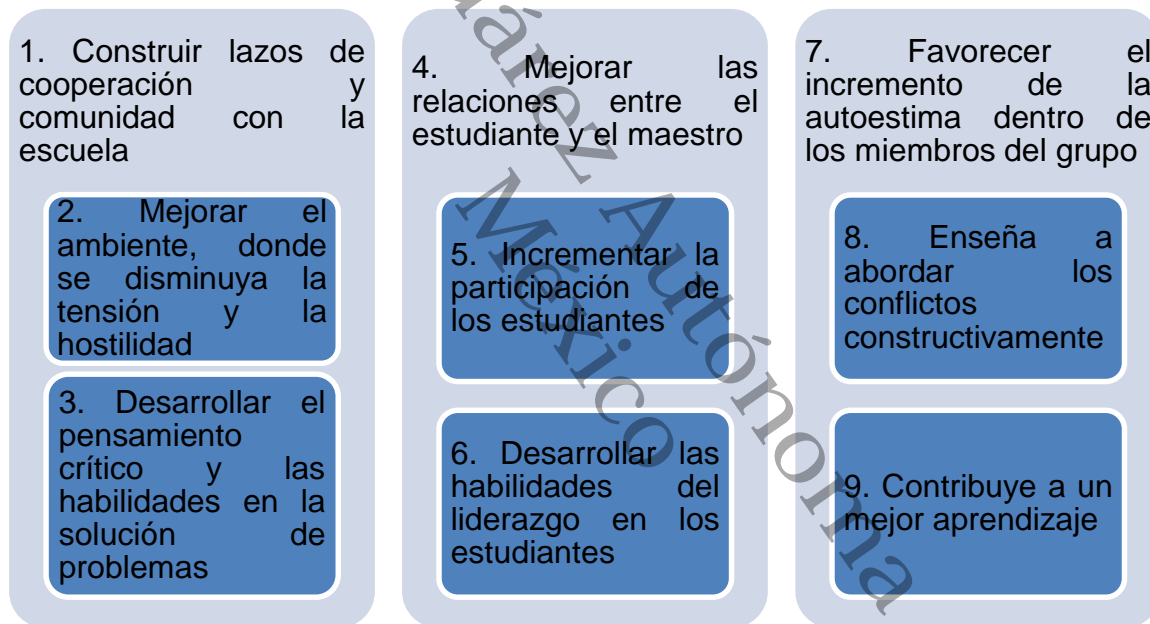 1. Construir lazos de
cooperación y
comunidad con la
escuela
2. Mejorar el
ambiente, donde
se disminuya la
tensión y la
hostilidad
3. Desarrollar el
pensamiento
crítico y las
habilidades en la
solución de
problemas
4. Mejorar las
relaciones entre el
estudiante y el maestro
5. Incrementar la
participación de
los estudiantes
6. Desarrollar las
habilidades del
liderazgo en los
estudiantes
7. Favorecer el
incremento de la
autoestima dentro de
los miembros del grupo
8. Enseña a
abordar los
conflictos
constructivamente
9. Contribuye a un
mejor aprendizaje
Autónoma
México